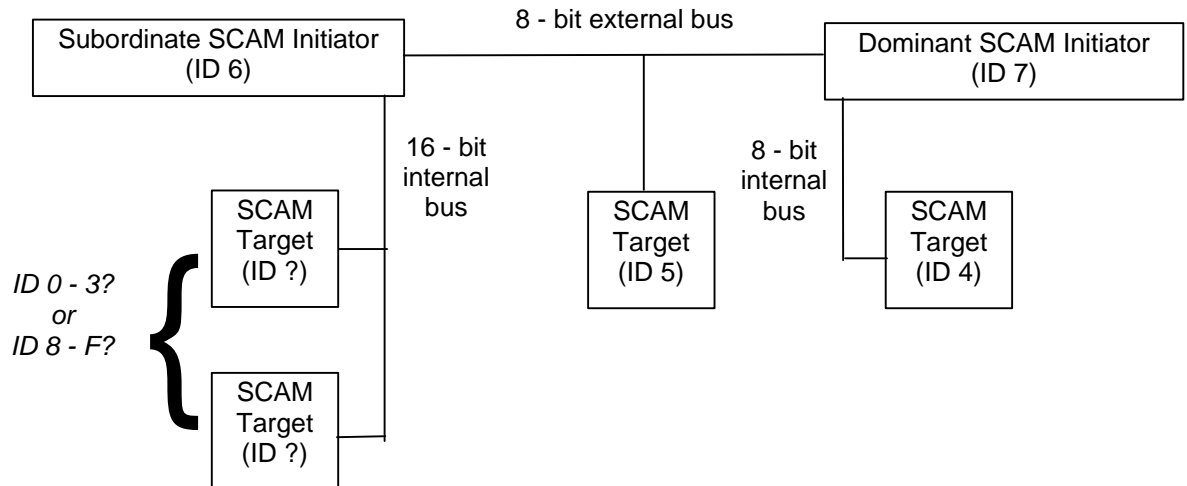 8 - bit external bus
Subordinate SCAM Initiator
(ID 6)
Dominant SCAM Initiator
(ID 7)
16 - bit
internal
bus
8 - bit
internal
bus
SCAM
Target
(ID ?)
SCAM
Target
(ID 5)
SCAM
Target
(ID 4)
ID 0 - 3?
or
ID 8 - F?
SCAM
Target
(ID ?)